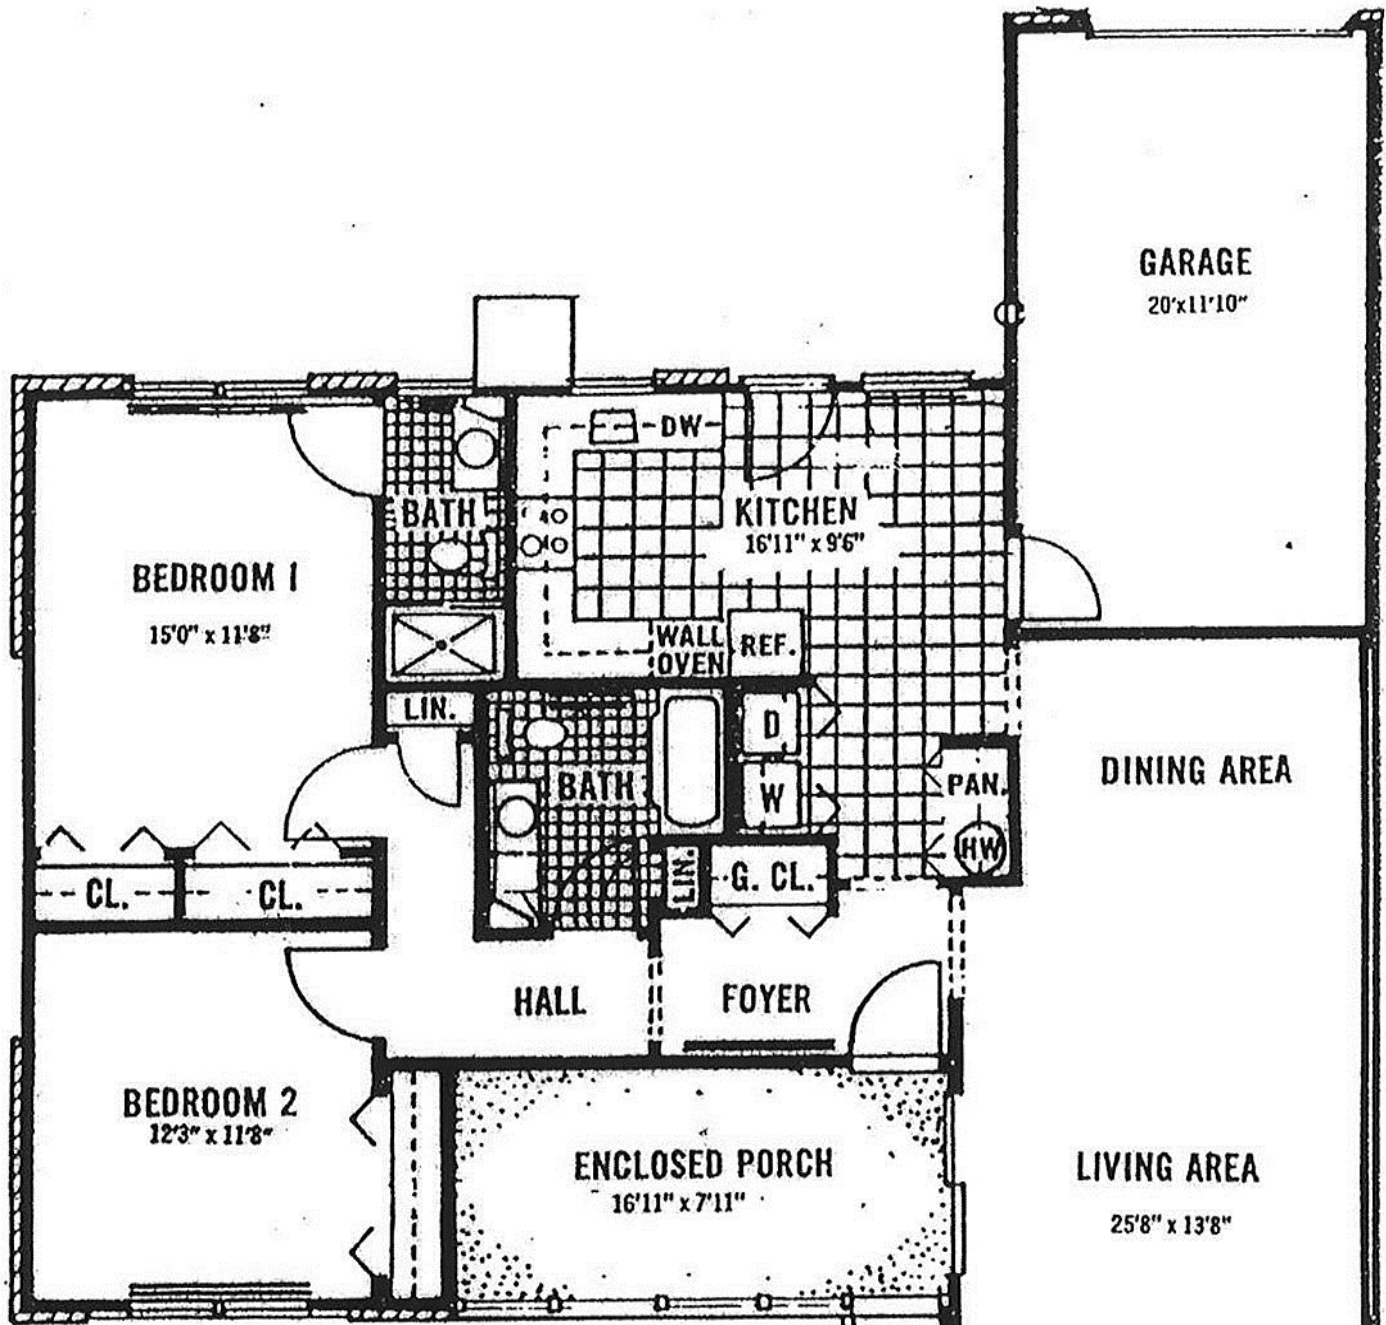 GARAGE
20'x11'10"
DW
BATH
KITCHEN
16'11" x 9'6"
BEDROOM 1
15'0" x 11'8"
WALL
OVEN
REF.
LIN.
D
DINING AREA
BATH
W
PAN.
HW
CL.
CL.
LIN.
G. CL.
HALL
FOYER
BEDROOM 2
12'3" x 11'8"
ENCLOSED PORCH
16'11" x 7'11"
LIVING AREA
25'8" x 13'8"